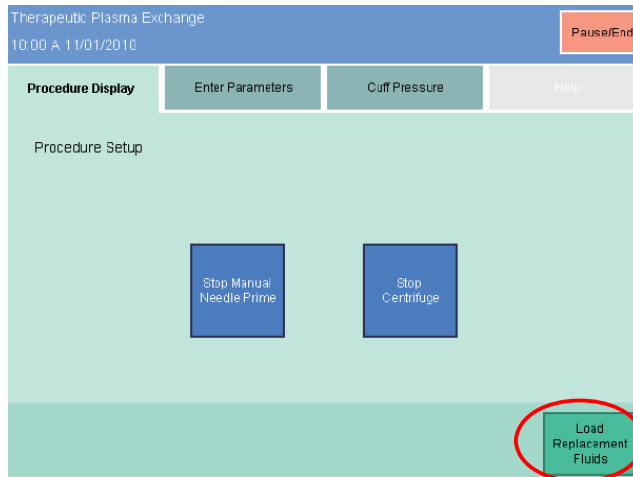 Therapeutic Plasma Exchange
10:00 A 11/01/2010
Pause/End
Procedure Display
Enter Parameters
Cuff Pressure
Help
Procedure Setup
Stop Manual
Needle Prime
Stop
Centrifuge
Load
Replacement
Fluids